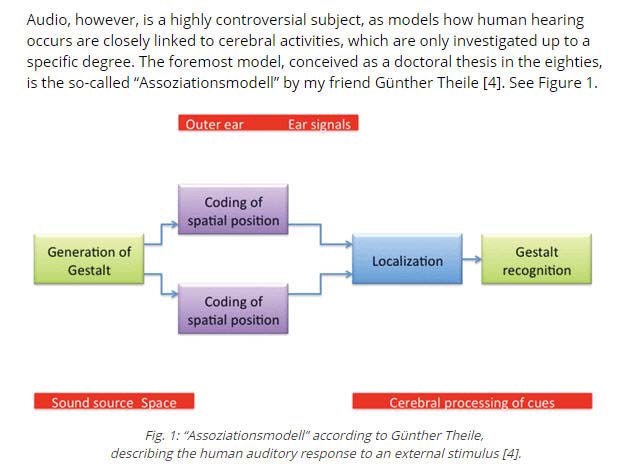 Audio, however, is a highly controversial subject, as models how human hearing
occurs are closely linked to cerebral activities, which are only investigated up to a
specific degree. The foremost model, conceived as a doctoral thesis in the eighties,
is the so-called “Assoziationsmodell” by my friend Günther Theile [4]. See Figure 1.
Outer ear Ear signals
Coding of
spatial position
Generation of
Gestalt
Localization
Gestalt
recognition
Coding of
spatial position
Sound source Space
Cerebral processing of cues
Fig. 1: “Assoziationsmodell” according to Günther Theile,
describing the human auditory response to an external stimulus [4].